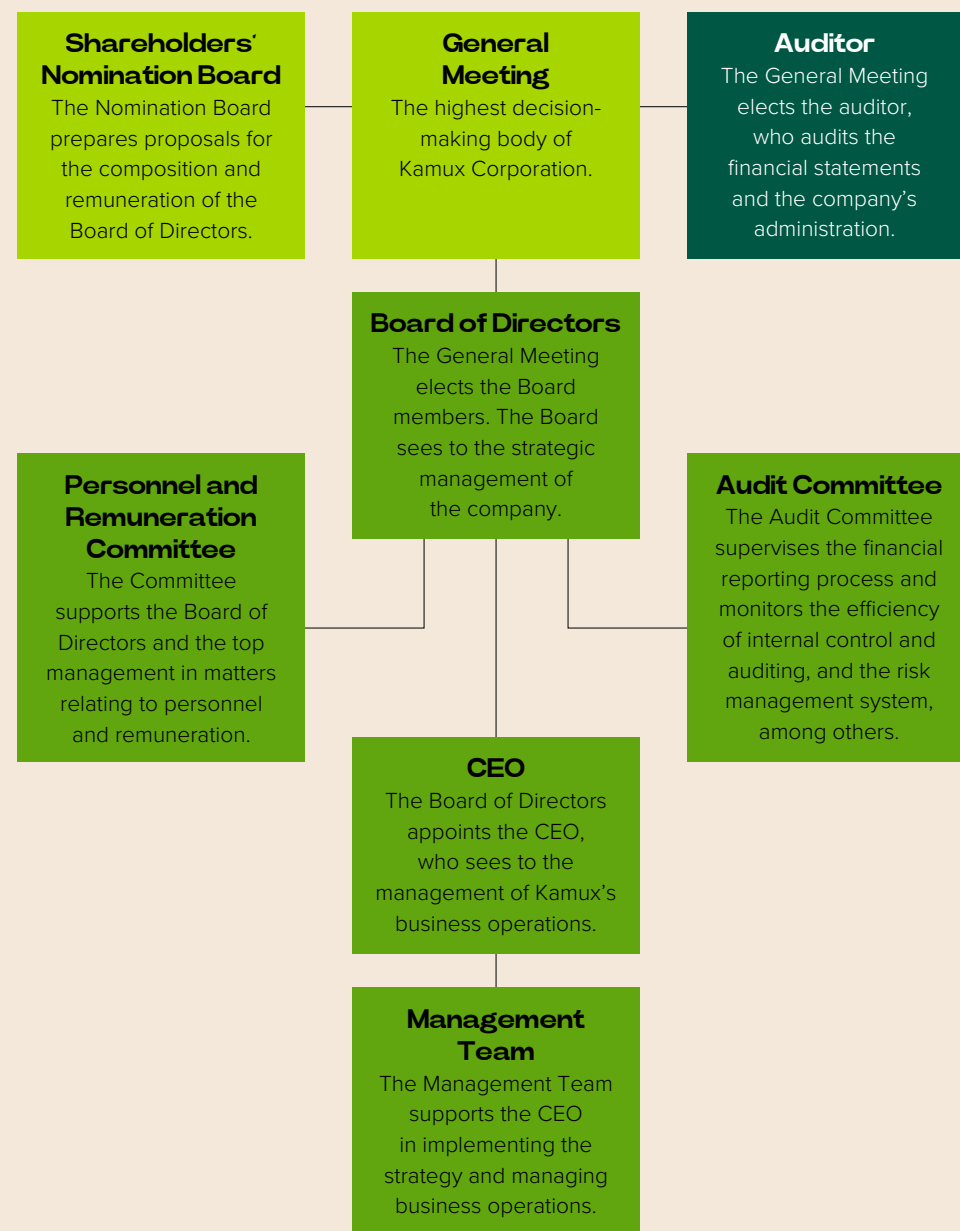 Shareholders'
Nomination Board
The Nomination Board
prepares proposals for
the composition and
remuneration of the
Board of Directors.
General
Meeting
The highest decision-
making body of
Kamux Corporation.
Auditor
The General Meeting
elects the auditor,
who audits the
financial statements
and the company’s
administration.
Board of Directors
The General Meeting
elects the Board
members. The Board
sees to the strategic
management of
the company.
Personnel and
Remuneration
Committee
The Committee
supports the Board of
Directors and the top
management in matters
relating to personnel
and remuneration.
Audit Committee
The Audit Committee
supervises the financial
reporting process and
monitors the efficiency
of internal control and
auditing, and the risk
management system,
among others.
CEO
The Board of Directors
appoints the CEO,
who sees to the
management of Kamux’s
business operations.
Management
Team
The Management Team
supports the CEO
in implementing the
strategy and managing
business operations.